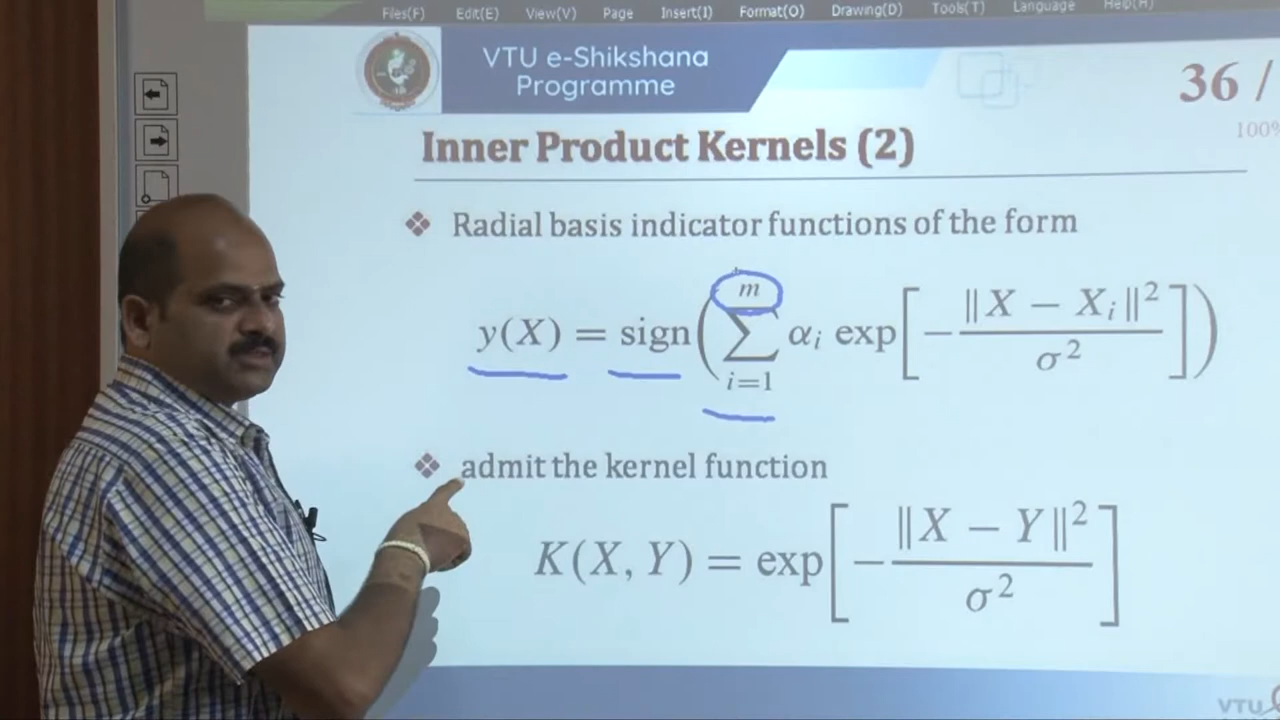 Files(F) Edit(E) View(V) Page Insert(I) Format(O) Drawing(D) Tools(T) Language Help(H)
VTU e-Shikshana
Programme
36 /
100%
Inner Product Kernels (2)
❖ Radial basis indicator functions of the form
y(X) = sign(∑_{i=1}^{m} α_i exp[−‖X − X_i‖² / σ²])
❖ admit the kernel function
K(X, Y) = exp[−‖X − Y‖² / σ²]
VTU